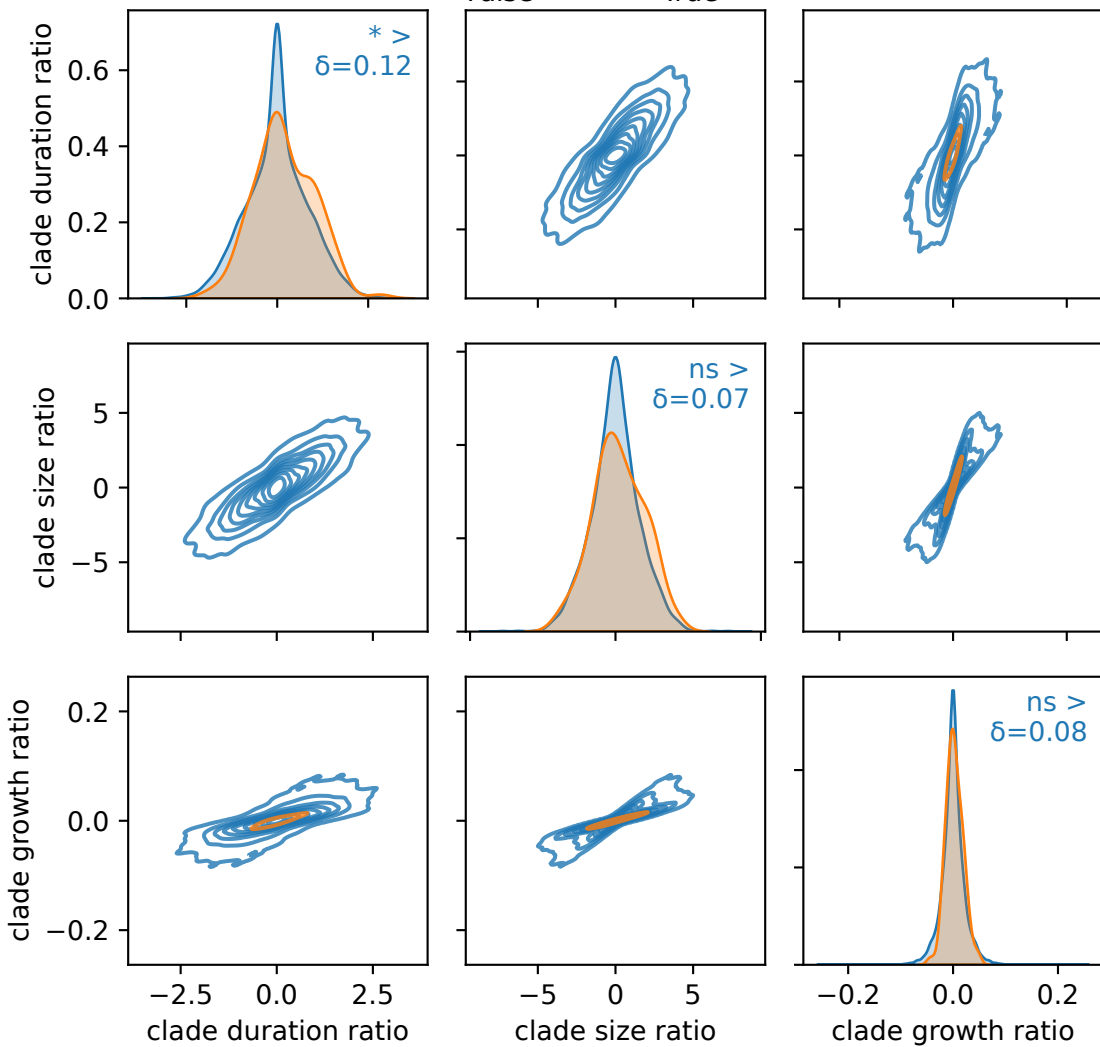 clade duration ratio
0.6
0.4
0.2
0.0
* >
δ=0.12
clade size ratio
5
0
−5
ns >
δ=0.07
clade growth ratio
0.2
0.0
−0.2
ns >
δ=0.08
−2.5 0.0 2.5
−5 0 5
−0.2 0.0 0.2
clade duration ratio
clade size ratio
clade growth ratio